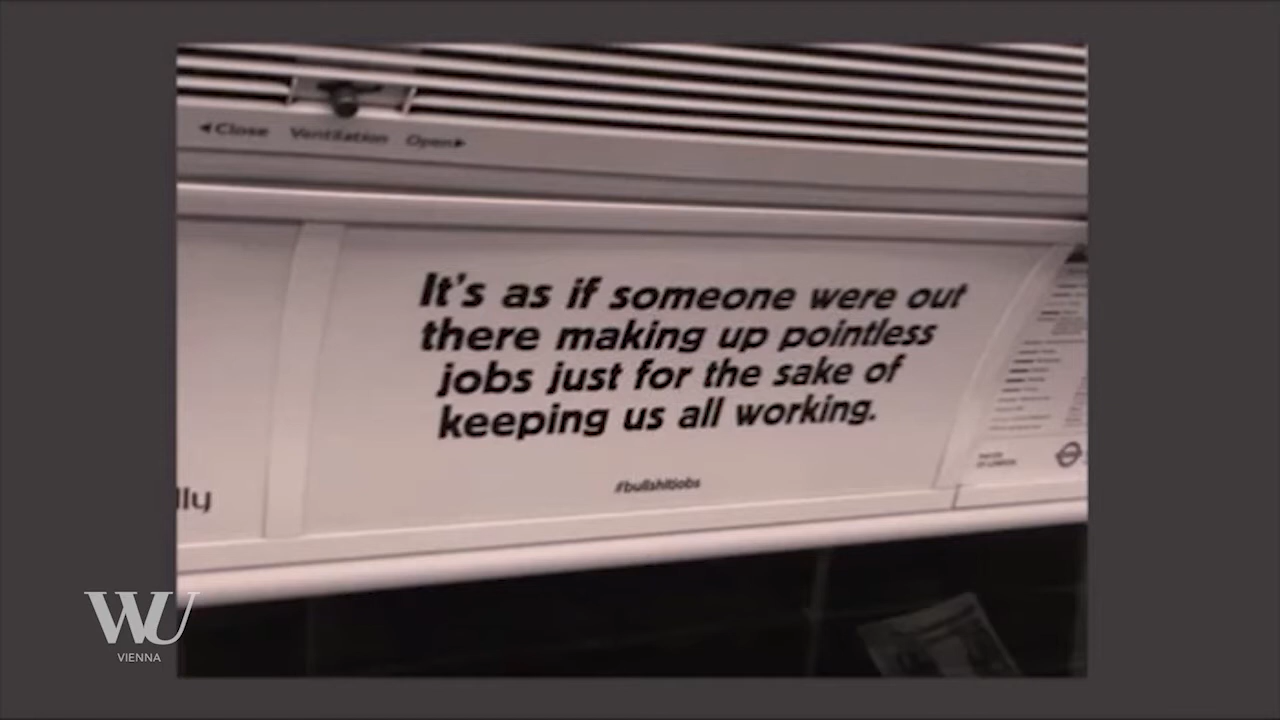 ◄Close Ventilation Open►
It's as if someone were out
there making up pointless
jobs just for the sake of
keeping us all working.
#bullshitjobs
lly
WU
VIENNA